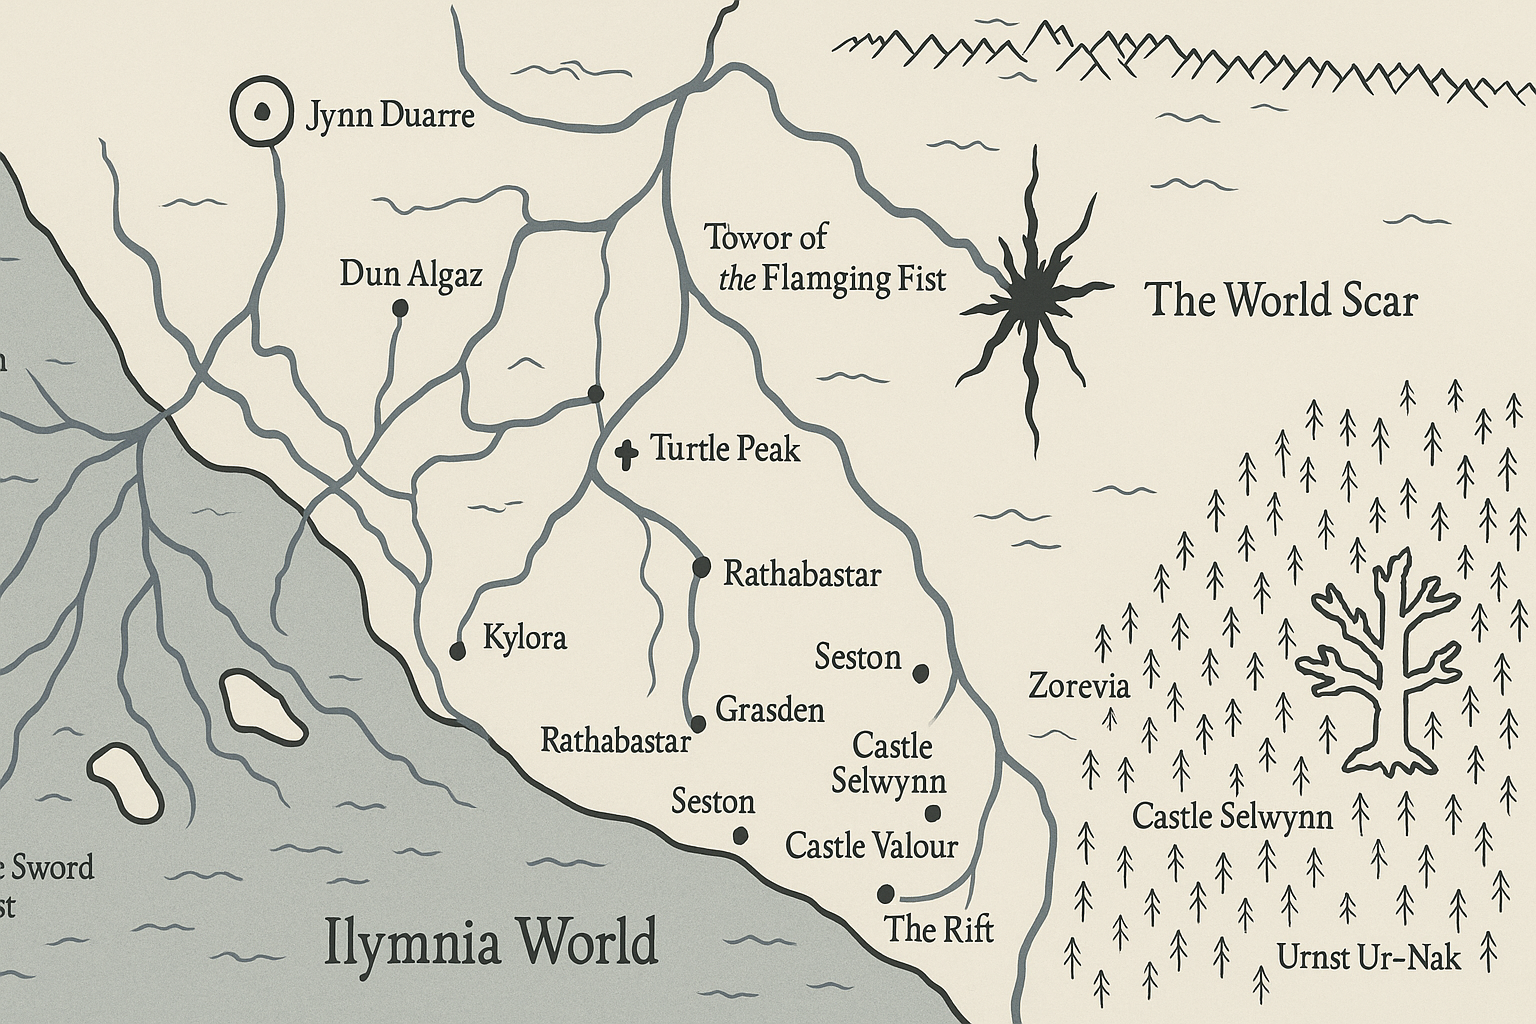 Jynn Duarre
Dun Algaz
Towor of
the Flamging Fist
The World Scar
n
Turtle Peak
Rathabastar
Kylora
Seston
Zorevia
Grasden
Rathabastar
Castle
Selwynn
Seston
Castle Selwynn
Castle Valour
e Sword
st
The Rift
Ilymnia World
Urnst Ur-Nak